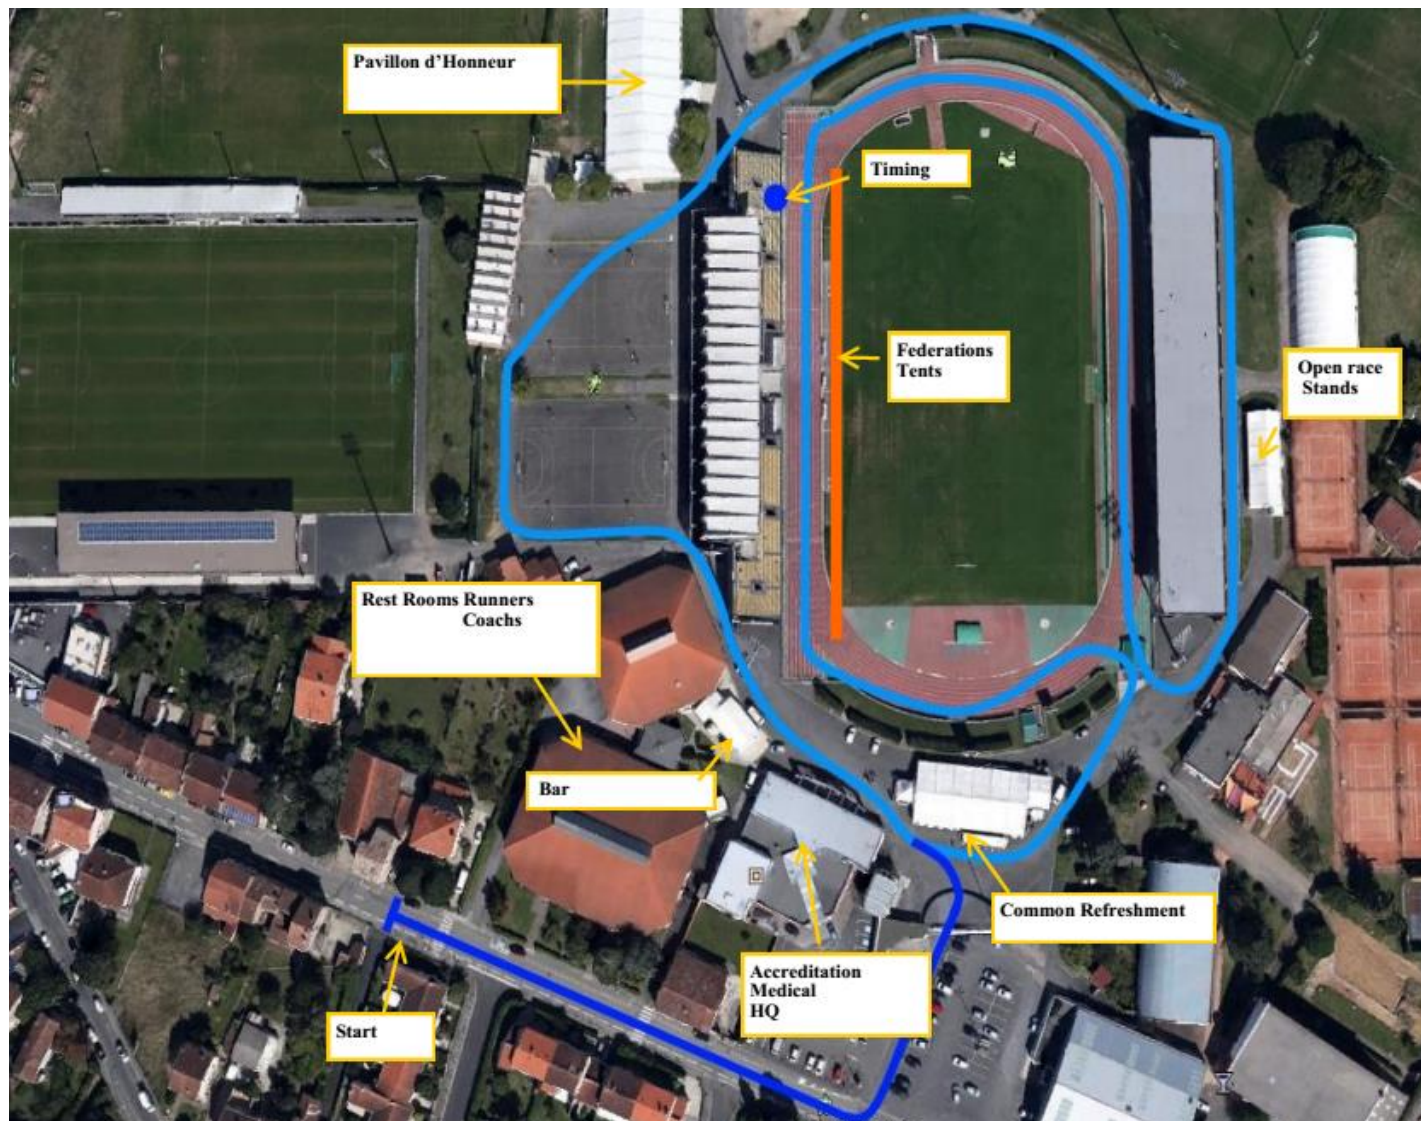 Pavillon d'Honneur
Timing
Federations
Tents
Open race
Stands
Rest Rooms Runners
Coachs
Bar
Common Refreshment
Accreditation
Medical
HQ
Start